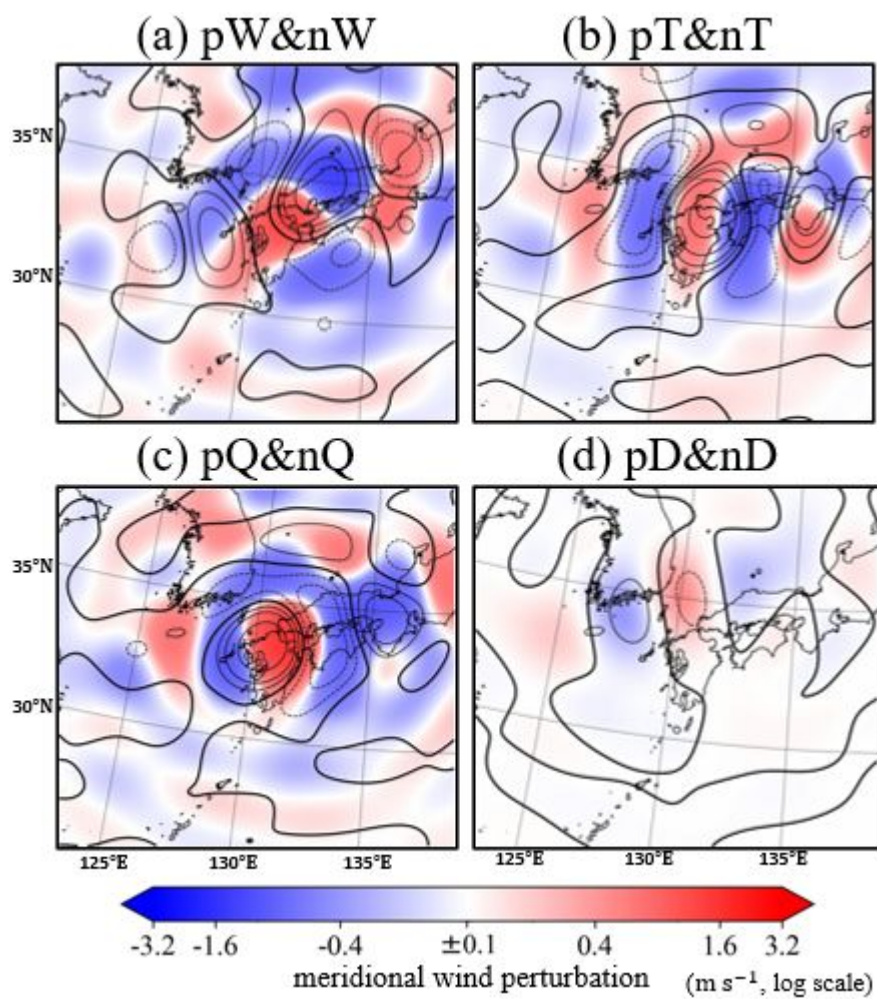 (a) pW&nW
(b) pT&nT
35°N
30°N
(c) pQ&nQ
(d) pD&nD
35°N
30°N
125°E 130°E 135°E
125°E 130°E 135°E
-3.2 -1.6 -0.4 ±0.1 0.4 1.6 3.2
meridional wind perturbation (m s⁻¹, log scale)